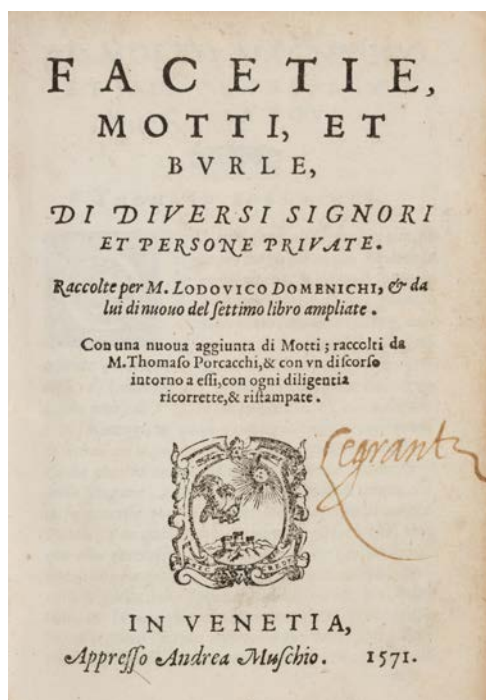 FACETIE,
MOTTI, ET
BVRLE,
DI DIVERSI SIGNORI
ET PERSONE PRIVATE.
Raccolte per M. LODOVICO DOMENICHI, & da
lui di nuouo del ſettimo libro ampliate.
Con una nuoua aggiunta di Motti; raccolti da
M. Thomaſo Porcacchi, & con vn diſcorſo
intorno a eſſi, con ogni diligentia
ricorrette, & riſtampate.
IN VENETIA,
Appreſſo Andrea Muſchio. 1571.